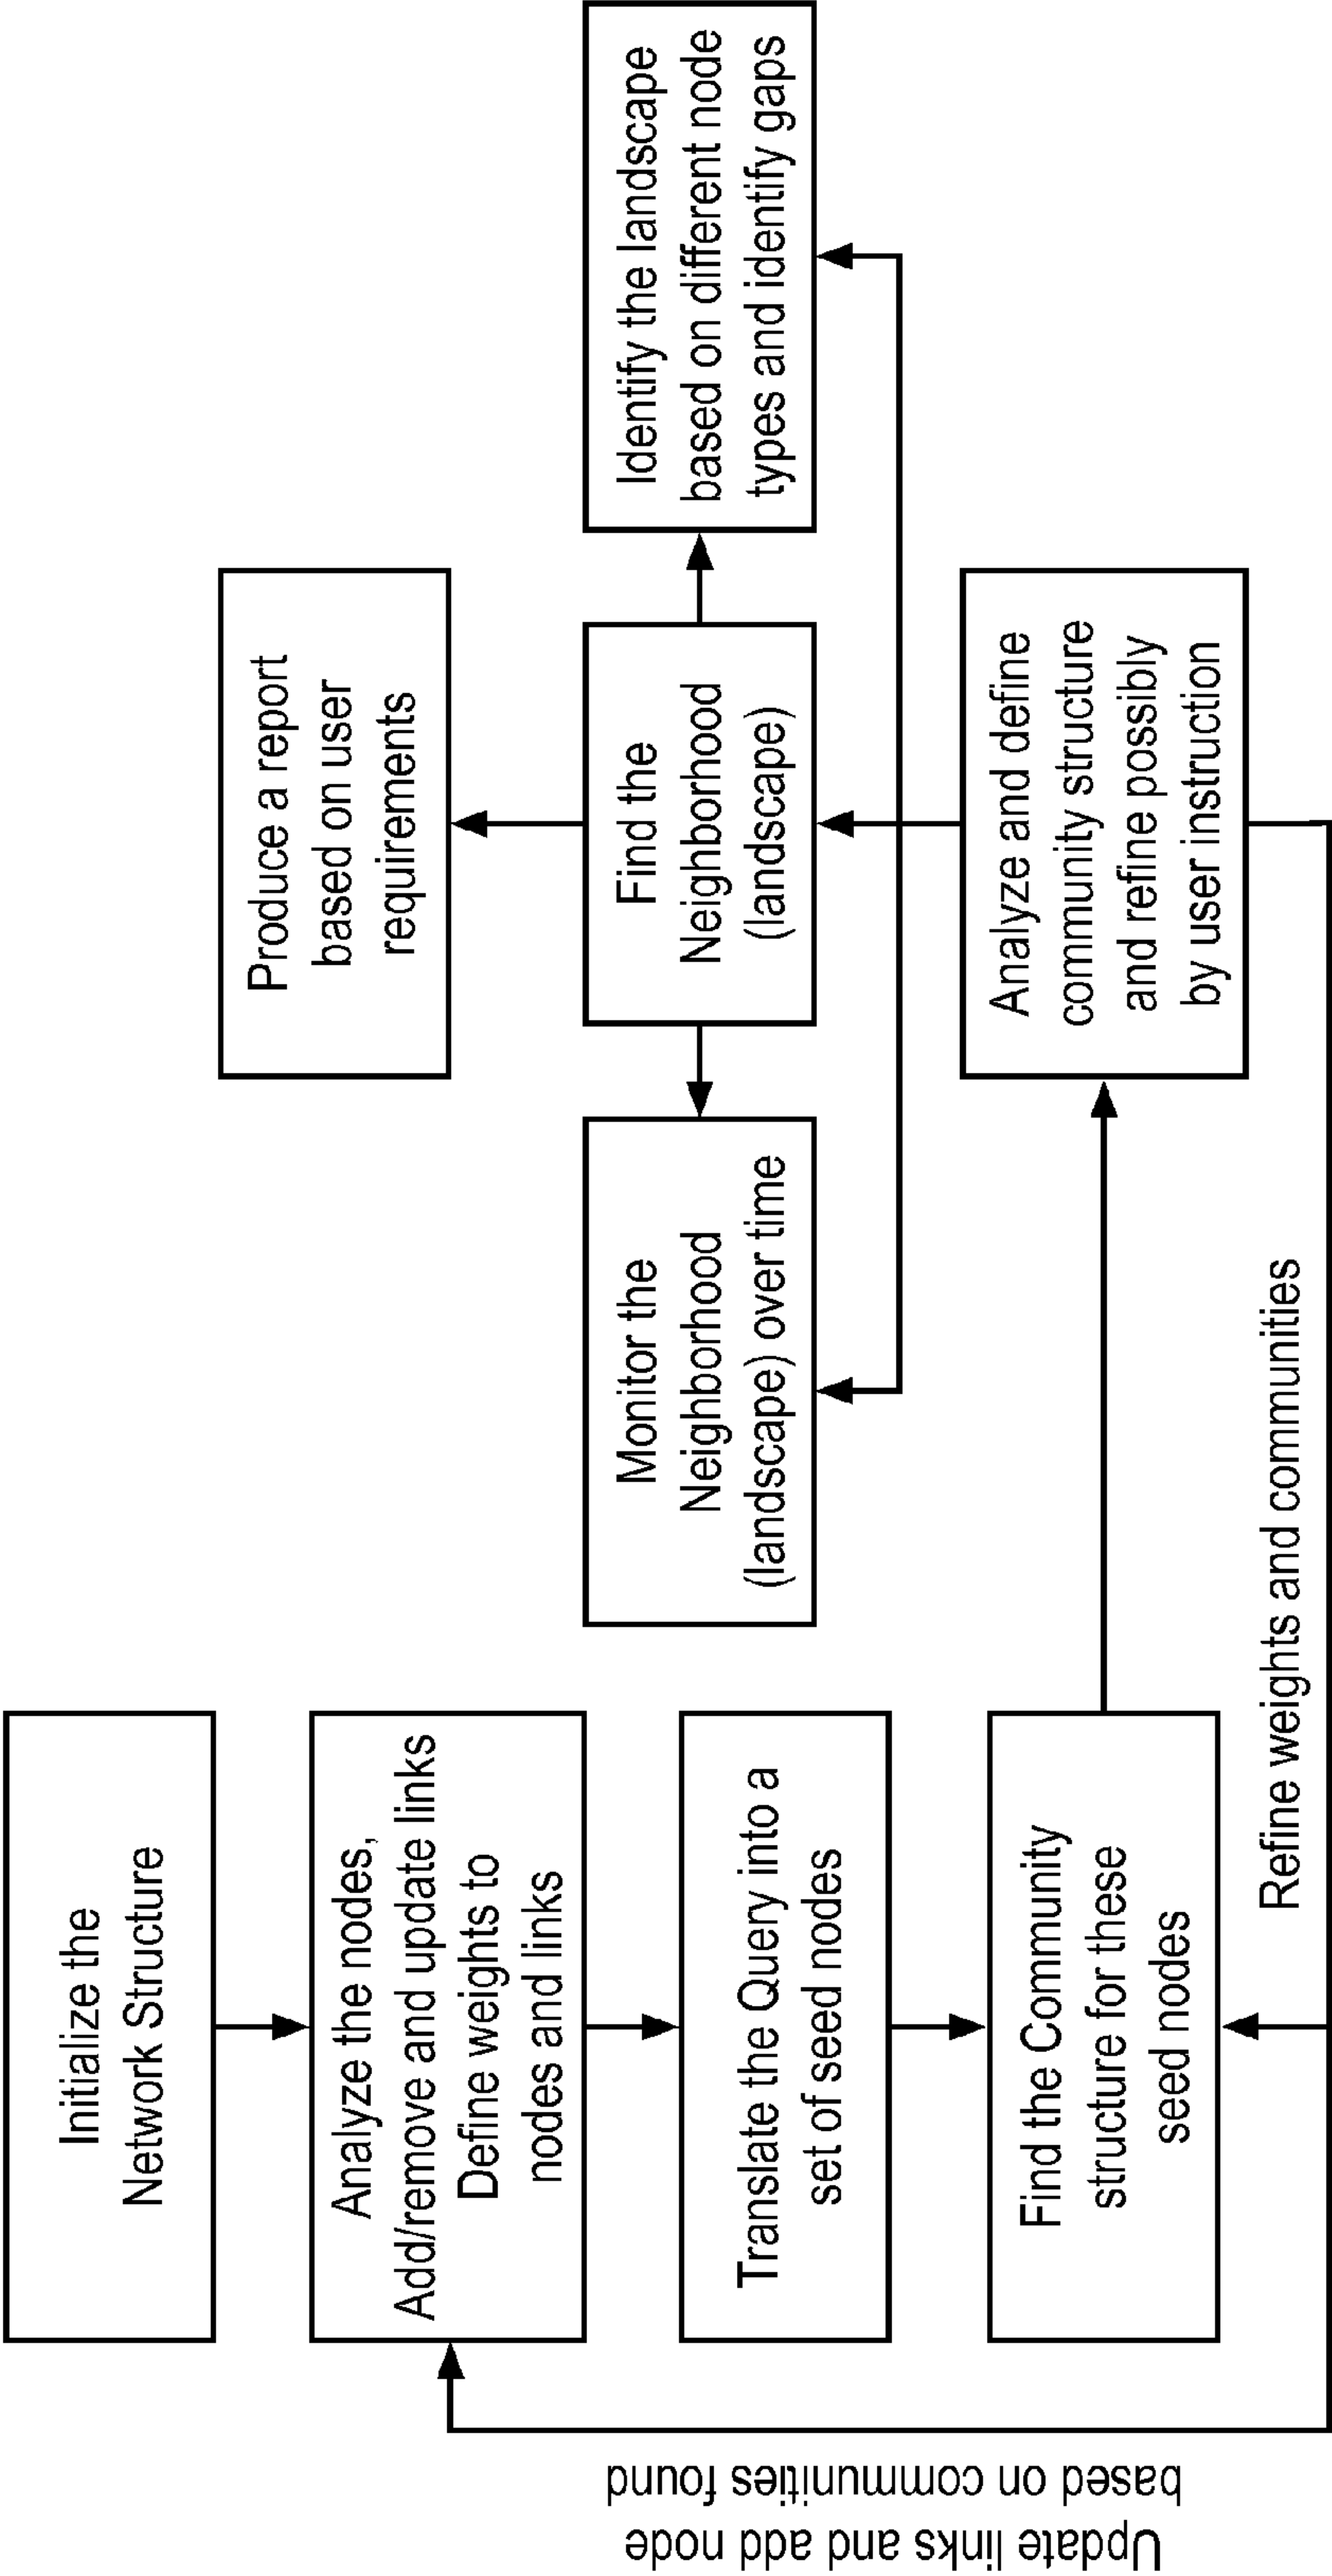 Initialize the
Network Structure
Analyze the nodes,
Add/remove and update links
Define weights to
nodes and links
Translate the Query into a
set of seed nodes
Find the Community
structure for these
seed nodes
Update links and add node
based on communities found
Refine weights and communities
Analyze and define
community structure
and refine possibly
by user instruction
Monitor the
Neighborhood
(landscape) over time
Find the
Neighborhood
(landscape)
Produce a report
based on user
requirements
Identify the landscape
based on different node
types and identify gaps